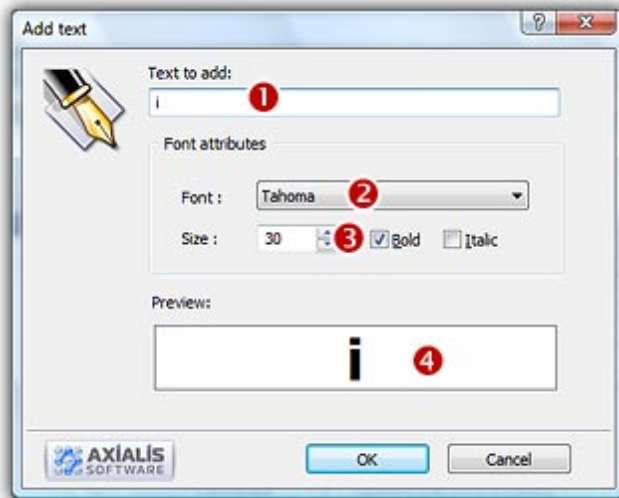 Add text
Text to add:
i 1
Font attributes
Font : Tahoma 2
Size : 30 3 Bold Italic
Preview:
i 4
AXIALIS
SOFTWARE
OK Cancel